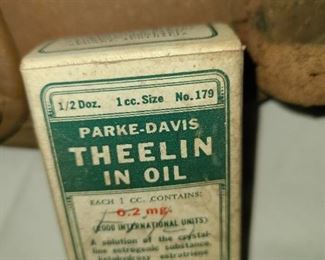 1/2 Doz. 1 cc. Size No. 179
PARKE-DAVIS
THEELIN
IN OIL
EACH 1 CC. CONTAINS:
0.2 mg.
(2000 INTERNATIONAL UNITS)
A solution of the crystal-
line estrogenic substance